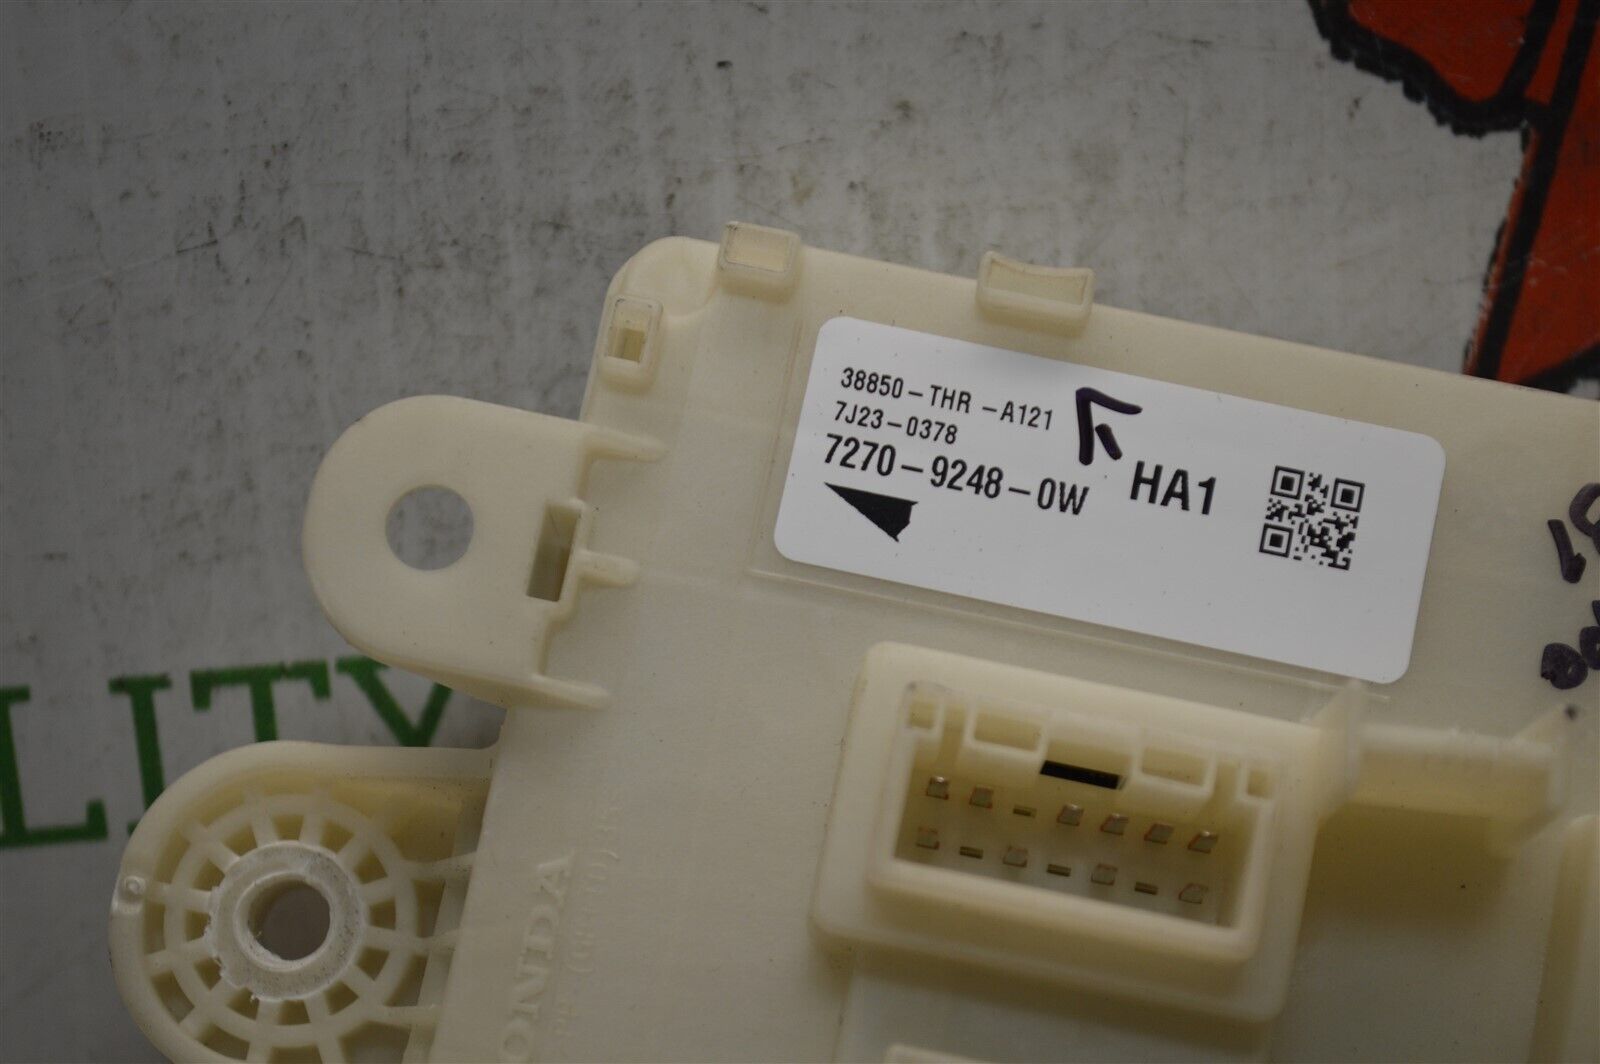 38850-THR-A121
7J23-0378
7270-9248-0W
HA1
LITY
HONDA